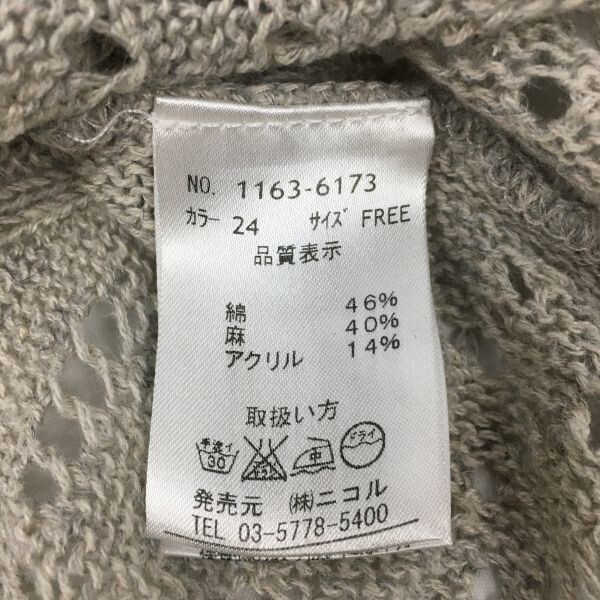 NO. 1163-6173
カラー 24 サイズ FREE
品質表示
綿 46%
麻 40%
アクリル 14%
取扱い方
手洗イ 30 中 ドライ
発売元 (株)ニコル
TEL 03-5778-5400